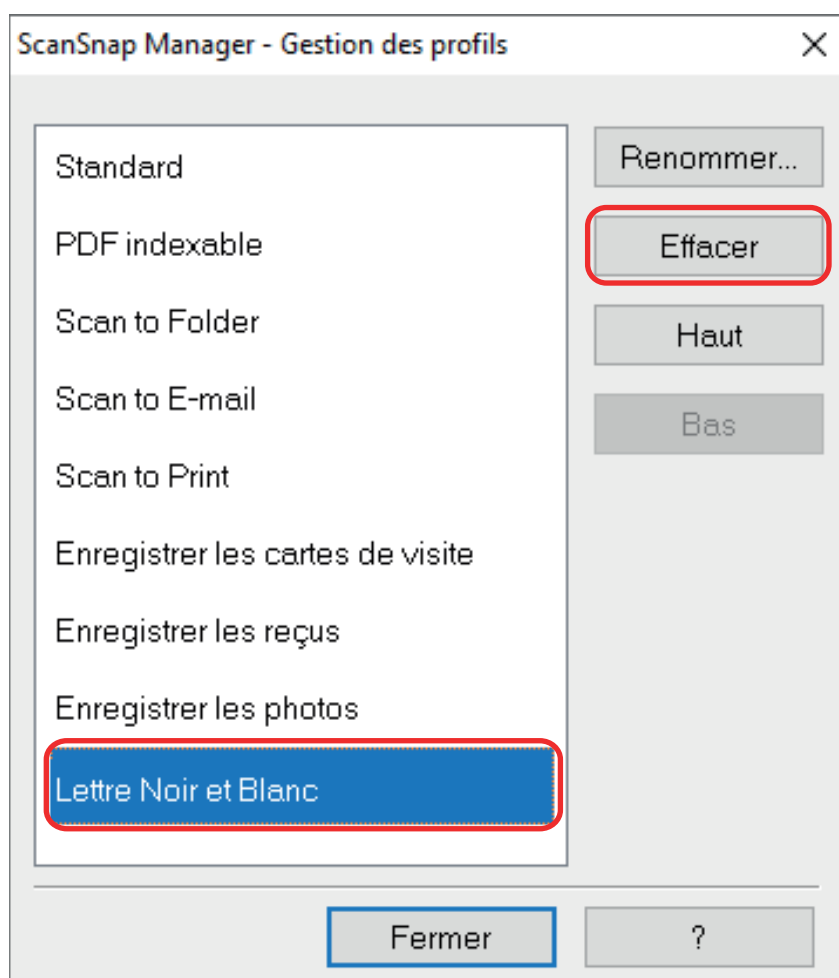 ScanSnap Manager - Gestion des profils
Standard
PDF indexable
Scan to Folder
Scan to E-mail
Scan to Print
Enregistrer les cartes de visite
Enregistrer les reçus
Enregistrer les photos
Lettre Noir et Blanc
Renommer...
Effacer
Haut
Bas
Fermer
?